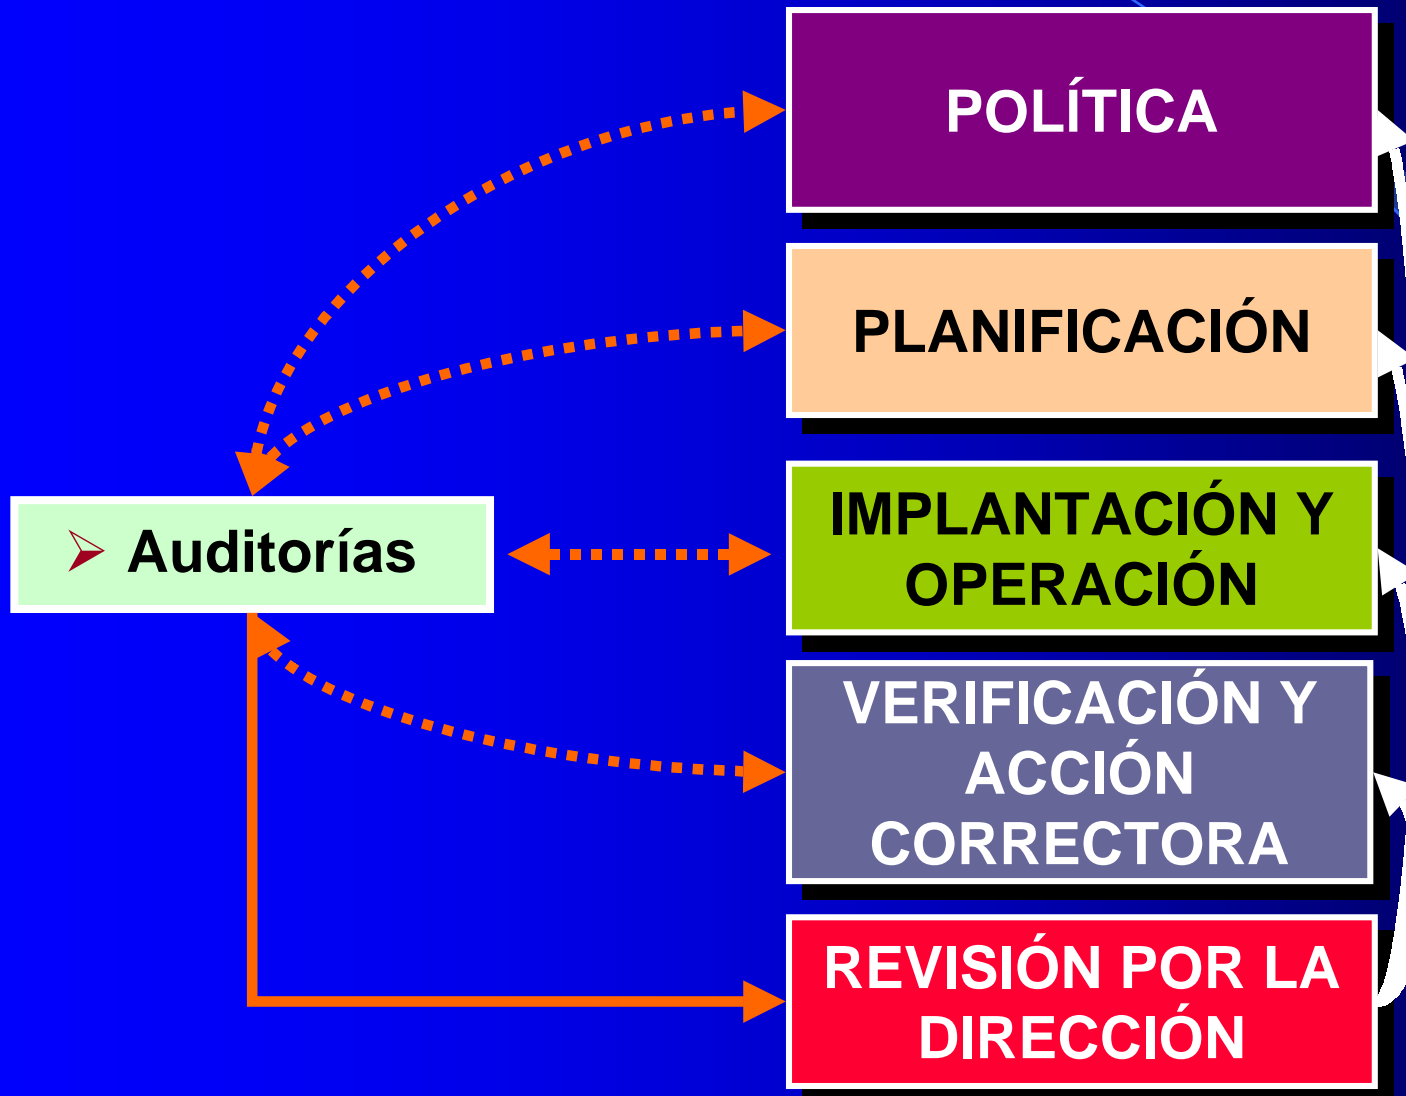 POLÍTICA
PLANIFICACIÓN
Auditorías
IMPLANTACIÓN Y
OPERACIÓN
VERIFICACIÓN Y
ACCIÓN
CORRECTORA
REVISIÓN POR LA
DIRECCIÓN